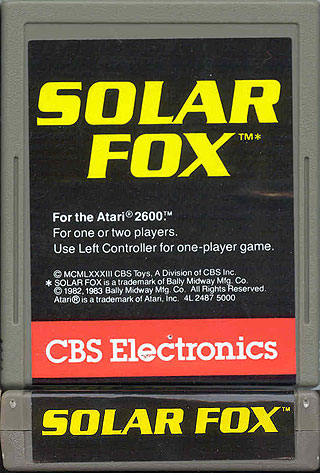 SOLAR
FOX™*
For the Atari® 2600™
For one or two players.
Use Left Controller for one-player game.
© MCMLXXXIII CBS Toys, A Division of CBS Inc.
* SOLAR FOX is a trademark of Bally Midway Mfg. Co.
© 1982, 1983 Bally Midway Mfg. Co. All Rights Reserved.
Atari® is a trademark of Atari, Inc. 4L 2487 5000
CBS Electronics
SOLAR FOX™